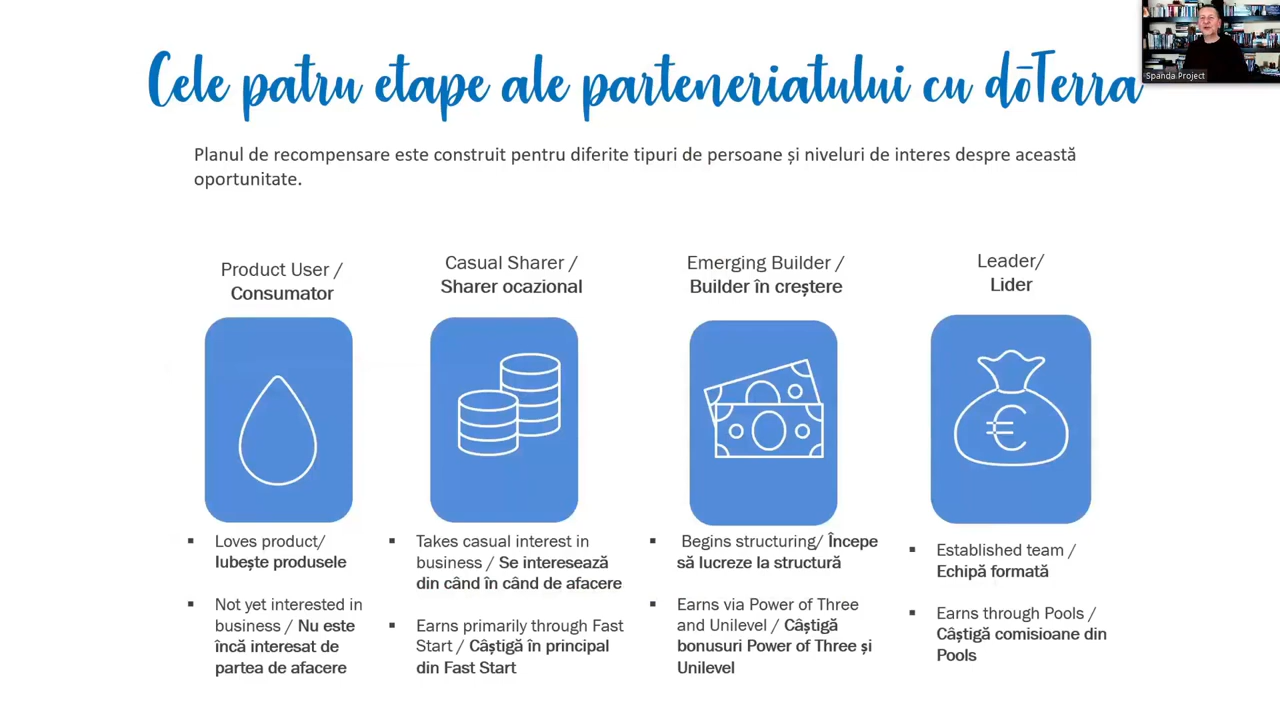 Cele patru etape ale parteneriatului cu dōTerra
Spanda Project
Planul de recompensare este construit pentru diferite tipuri de persoane și niveluri de interes despre această
oportunitate.
Product User /
Consumator
Casual Sharer /
Sharer ocazional
Emerging Builder /
Builder în creștere
Leader/
Lider
€
▪ Loves product/
Iubește produsele
▪ Not yet interested in
business / Nu este
încă interesat de
partea de afacere
▪ Takes casual interest in
business / Se interesează
din când în când de afacere
▪ Earns primarily through Fast
Start / Câștigă în principal
din Fast Start
▪ Begins structuring/ Începe
să lucreze la structură
▪ Earns via Power of Three
and Unilevel / Câștigă
bonusuri Power of Three și
Unilevel
▪ Established team /
Echipă formată
▪ Earns through Pools /
Câștigă comisioane din
Pools